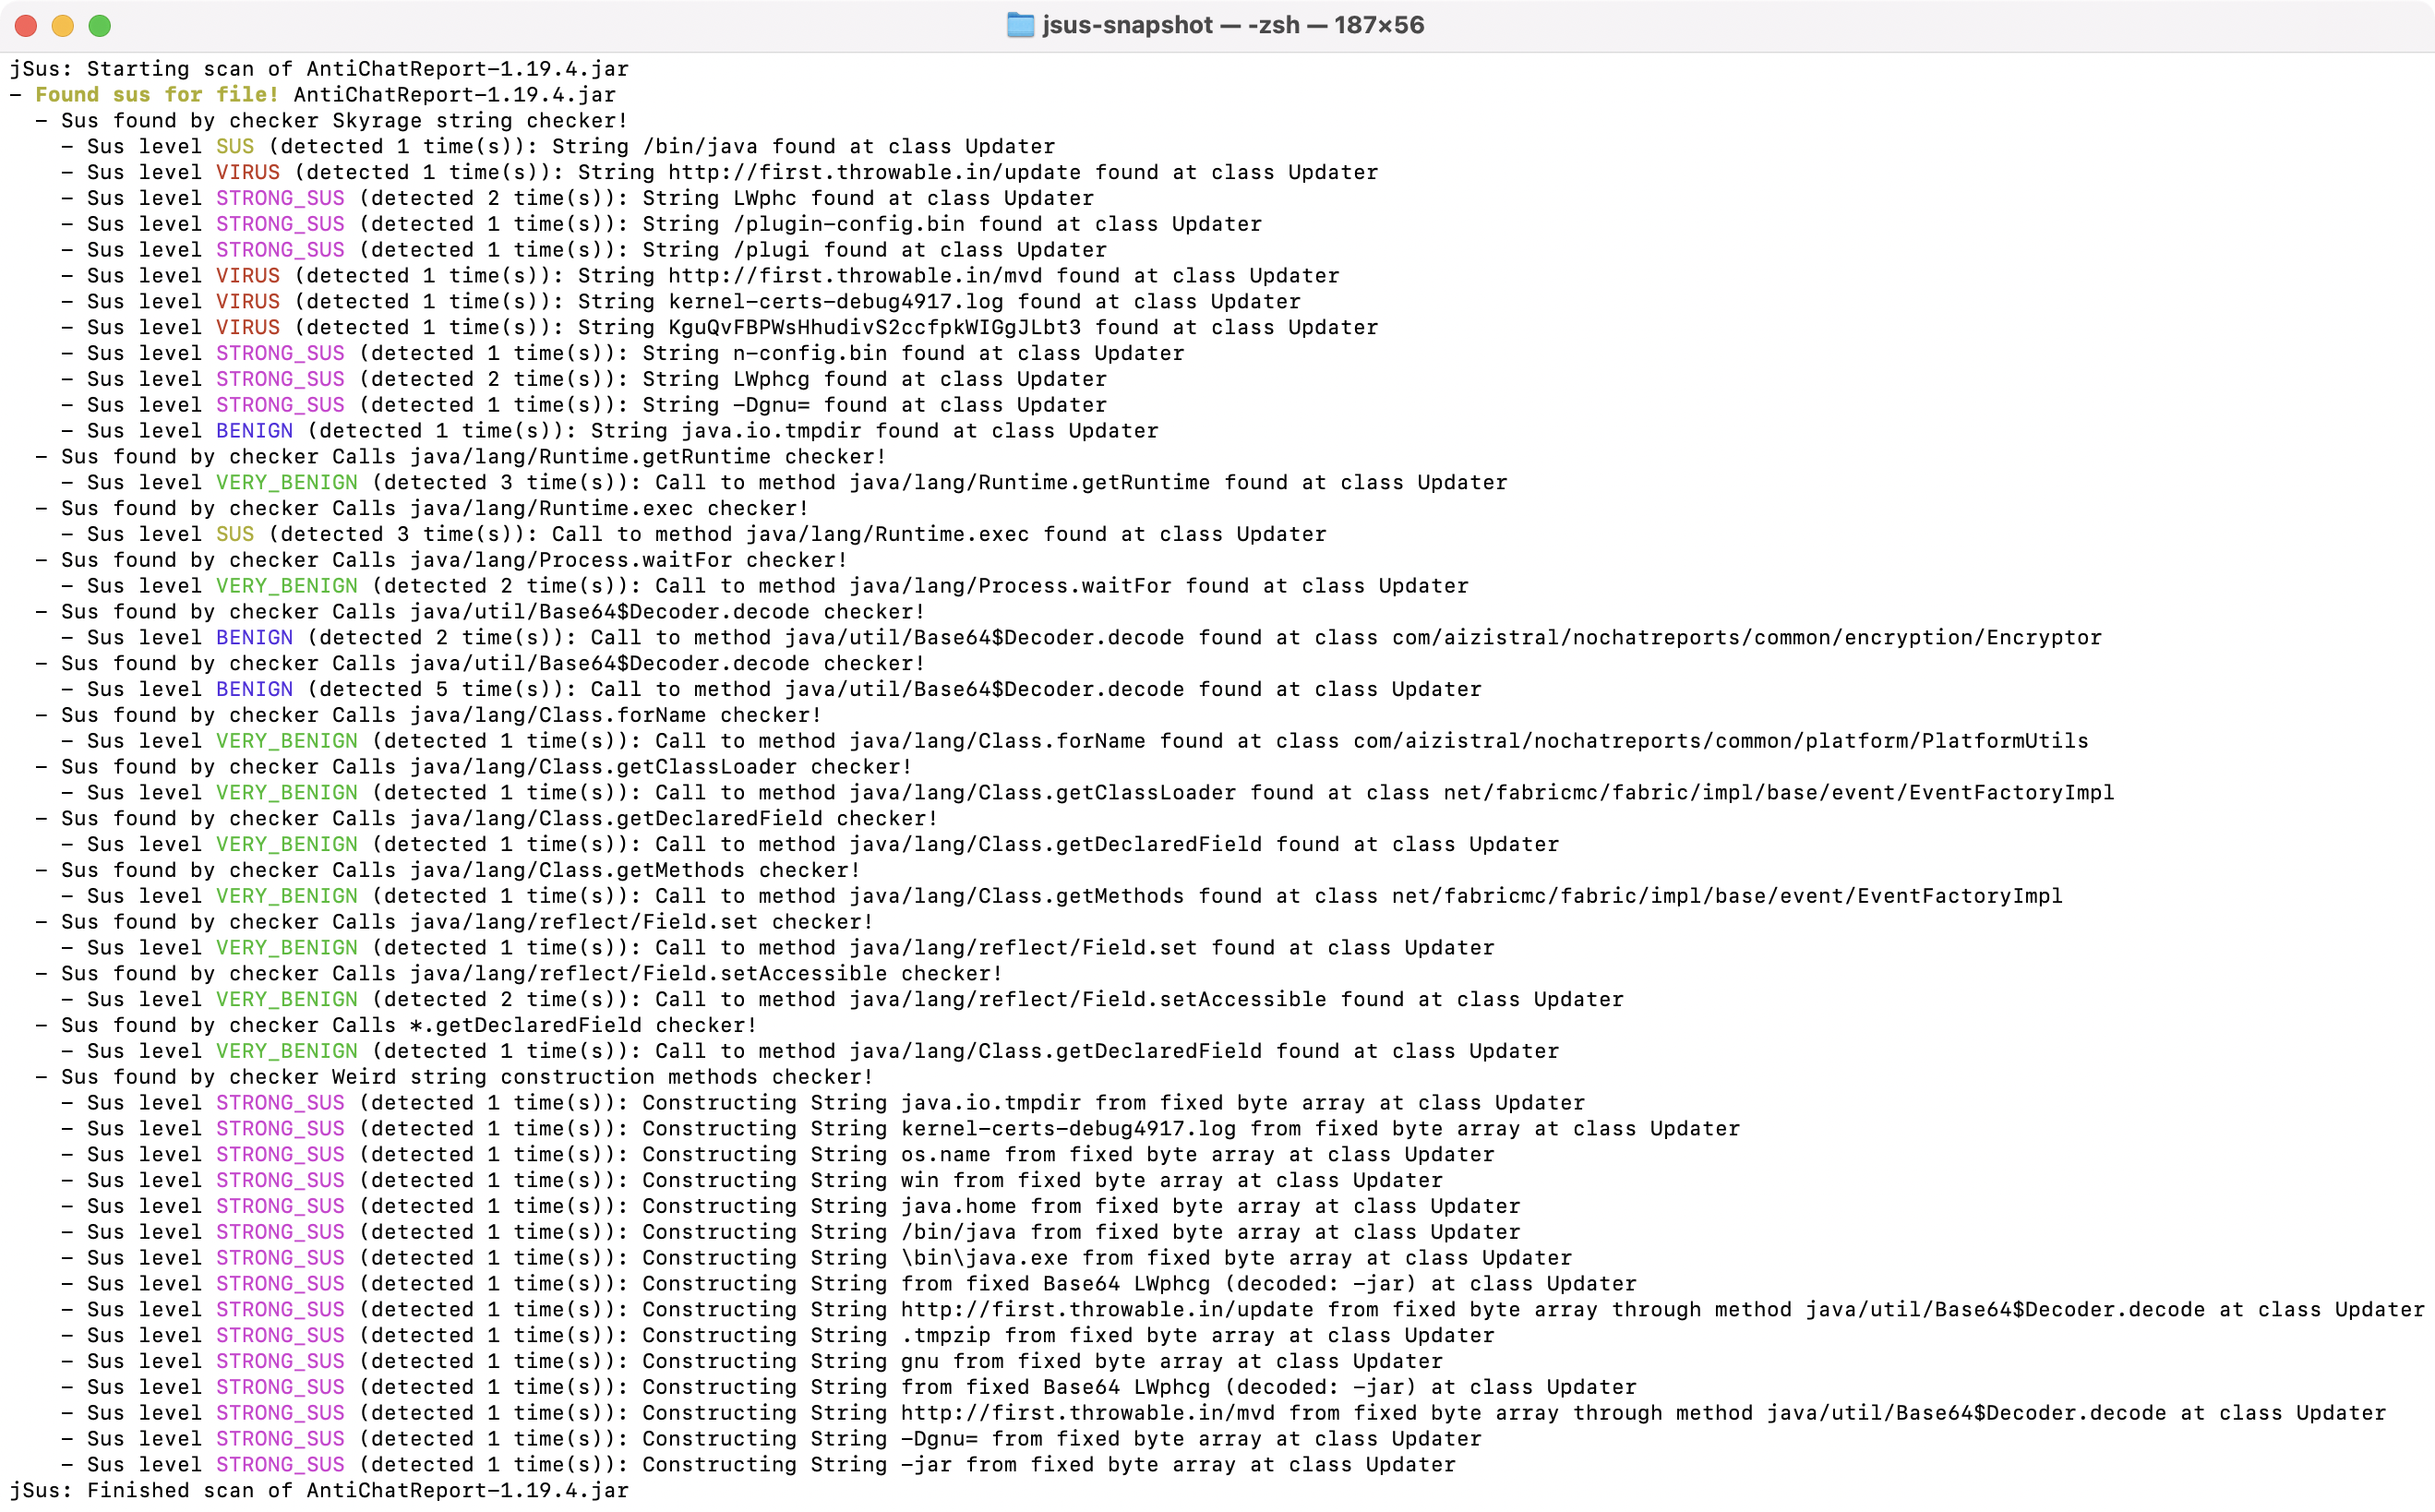 jsus-snapshot — -zsh — 187×56
jSus: Starting scan of AntiChatReport-1.19.4.jar
- Found sus for file! AntiChatReport-1.19.4.jar
  - Sus found by checker Skyrage string checker!
    - Sus level SUS (detected 1 time(s)): String /bin/java found at class Updater
    - Sus level VIRUS (detected 1 time(s)): String http://first.throwable.in/update found at class Updater
    - Sus level STRONG_SUS (detected 2 time(s)): String LWphc found at class Updater
    - Sus level STRONG_SUS (detected 1 time(s)): String /plugin-config.bin found at class Updater
    - Sus level STRONG_SUS (detected 1 time(s)): String /plugi found at class Updater
    - Sus level VIRUS (detected 1 time(s)): String http://first.throwable.in/mvd found at class Updater
    - Sus level VIRUS (detected 1 time(s)): String kernel-certs-debug4917.log found at class Updater
    - Sus level VIRUS (detected 1 time(s)): String KguQvFBPWsHhudivS2ccfpkWIGgJLbt3 found at class Updater
    - Sus level STRONG_SUS (detected 1 time(s)): String n-config.bin found at class Updater
    - Sus level STRONG_SUS (detected 2 time(s)): String LWphcg found at class Updater
    - Sus level STRONG_SUS (detected 1 time(s)): String -Dgnu= found at class Updater
    - Sus level BENIGN (detected 1 time(s)): String java.io.tmpdir found at class Updater
  - Sus found by checker Calls java/lang/Runtime.getRuntime checker!
    - Sus level VERY_BENIGN (detected 3 time(s)): Call to method java/lang/Runtime.getRuntime found at class Updater
  - Sus found by checker Calls java/lang/Runtime.exec checker!
    - Sus level SUS (detected 3 time(s)): Call to method java/lang/Runtime.exec found at class Updater
  - Sus found by checker Calls java/lang/Process.waitFor checker!
    - Sus level VERY_BENIGN (detected 2 time(s)): Call to method java/lang/Process.waitFor found at class Updater
  - Sus found by checker Calls java/util/Base64$Decoder.decode checker!
    - Sus level BENIGN (detected 2 time(s)): Call to method java/util/Base64$Decoder.decode found at class com/aizistral/nochatreports/common/encryption/Encryptor
  - Sus found by checker Calls java/util/Base64$Decoder.decode checker!
    - Sus level BENIGN (detected 5 time(s)): Call to method java/util/Base64$Decoder.decode found at class Updater
  - Sus found by checker Calls java/lang/Class.forName checker!
    - Sus level VERY_BENIGN (detected 1 time(s)): Call to method java/lang/Class.forName found at class com/aizistral/nochatreports/common/platform/PlatformUtils
  - Sus found by checker Calls java/lang/Class.getClassLoader checker!
    - Sus level VERY_BENIGN (detected 1 time(s)): Call to method java/lang/Class.getClassLoader found at class net/fabricmc/fabric/impl/base/event/EventFactoryImpl
  - Sus found by checker Calls java/lang/Class.getDeclaredField checker!
    - Sus level VERY_BENIGN (detected 1 time(s)): Call to method java/lang/Class.getDeclaredField found at class Updater
  - Sus found by checker Calls java/lang/Class.getMethods checker!
    - Sus level VERY_BENIGN (detected 1 time(s)): Call to method java/lang/Class.getMethods found at class net/fabricmc/fabric/impl/base/event/EventFactoryImpl
  - Sus found by checker Calls java/lang/reflect/Field.set checker!
    - Sus level VERY_BENIGN (detected 1 time(s)): Call to method java/lang/reflect/Field.set found at class Updater
  - Sus found by checker Calls java/lang/reflect/Field.setAccessible checker!
    - Sus level VERY_BENIGN (detected 2 time(s)): Call to method java/lang/reflect/Field.setAccessible found at class Updater
  - Sus found by checker Calls *.getDeclaredField checker!
    - Sus level VERY_BENIGN (detected 1 time(s)): Call to method java/lang/Class.getDeclaredField found at class Updater
  - Sus found by checker Weird string construction methods checker!
    - Sus level STRONG_SUS (detected 1 time(s)): Constructing String java.io.tmpdir from fixed byte array at class Updater
    - Sus level STRONG_SUS (detected 1 time(s)): Constructing String kernel-certs-debug4917.log from fixed byte array at class Updater
    - Sus level STRONG_SUS (detected 1 time(s)): Constructing String os.name from fixed byte array at class Updater
    - Sus level STRONG_SUS (detected 1 time(s)): Constructing String win from fixed byte array at class Updater
    - Sus level STRONG_SUS (detected 1 time(s)): Constructing String java.home from fixed byte array at class Updater
    - Sus level STRONG_SUS (detected 1 time(s)): Constructing String /bin/java from fixed byte array at class Updater
    - Sus level STRONG_SUS (detected 1 time(s)): Constructing String \bin\java.exe from fixed byte array at class Updater
    - Sus level STRONG_SUS (detected 1 time(s)): Constructing String from fixed Base64 LWphcg (decoded: -jar) at class Updater
    - Sus level STRONG_SUS (detected 1 time(s)): Constructing String http://first.throwable.in/update from fixed byte array through method java/util/Base64$Decoder.decode at class Updater
    - Sus level STRONG_SUS (detected 1 time(s)): Constructing String .tmpzip from fixed byte array at class Updater
    - Sus level STRONG_SUS (detected 1 time(s)): Constructing String gnu from fixed byte array at class Updater
    - Sus level STRONG_SUS (detected 1 time(s)): Constructing String from fixed Base64 LWphcg (decoded: -jar) at class Updater
    - Sus level STRONG_SUS (detected 1 time(s)): Constructing String http://first.throwable.in/mvd from fixed byte array through method java/util/Base64$Decoder.decode at class Updater
    - Sus level STRONG_SUS (detected 1 time(s)): Constructing String -Dgnu= from fixed byte array at class Updater
    - Sus level STRONG_SUS (detected 1 time(s)): Constructing String -jar from fixed byte array at class Updater
jSus: Finished scan of AntiChatReport-1.19.4.jar